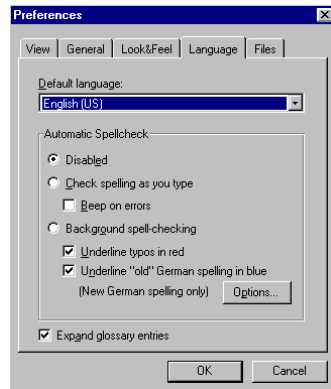 Preferences
View General Look&Feel Language Files
Default language:
English (US)
Automatic Spellcheck
Disabled
Check spelling as you type
Beep on errors
Background spell-checking
Underline typos in red
Underline "old" German spelling in blue
(New German spelling only) Options...
Expand glossary entries
OK Cancel